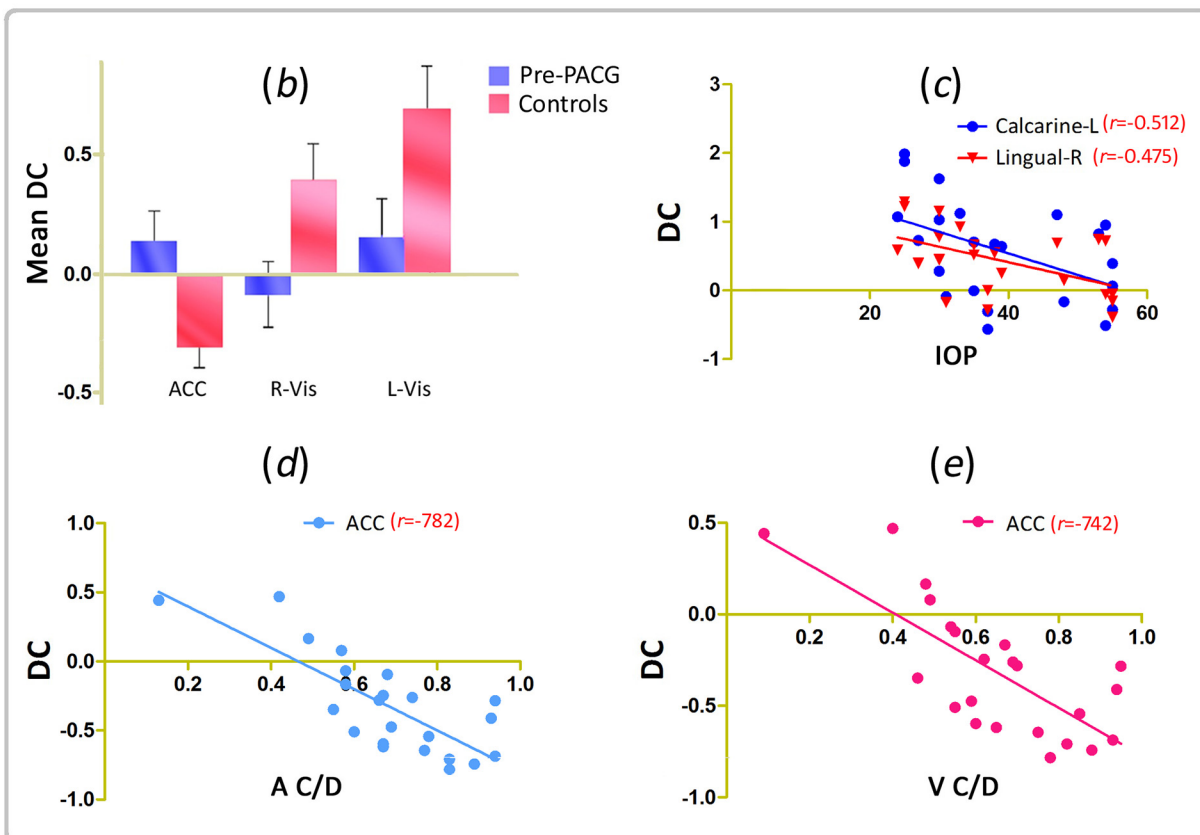 (b)
Pre-PACG
Controls
Mean DC
0.5
0.0
-0.5
ACC
R-Vis
L-Vis
(c)
Calcarine-L (r=-0.512)
Lingual-R (r=-0.475)
DC
3
2
1
0
-1
20
40
60
IOP
(d)
ACC (r=-782)
DC
1.0
0.5
0.0
-0.5
-1.0
0.2
0.4
0.6
0.8
1.0
A C/D
(e)
ACC (r=-742)
DC
0.5
0.0
-0.5
-1.0
0.2
0.4
0.6
0.8
1.0
V C/D